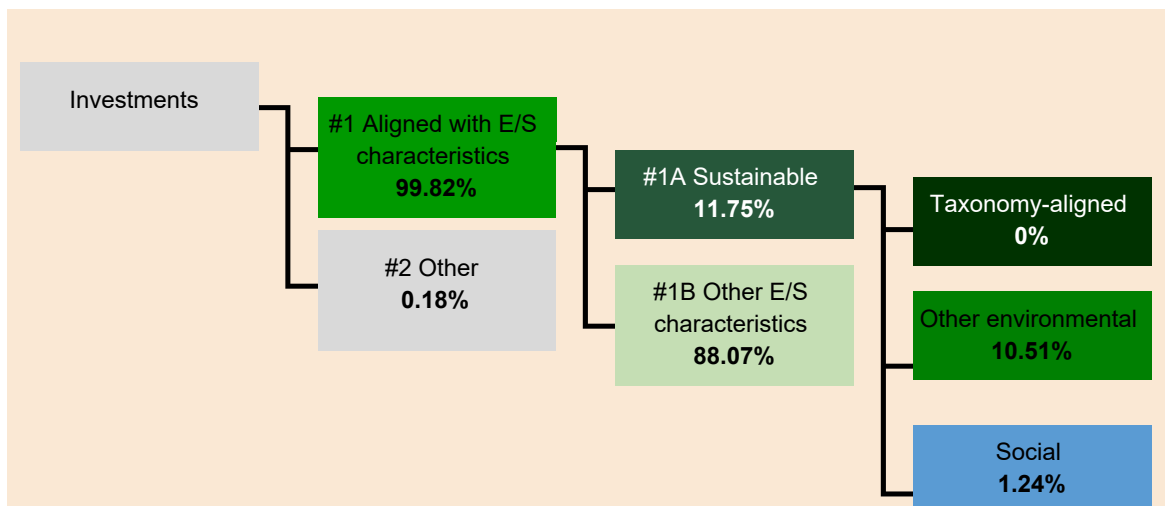 Investments
#1 Aligned with E/S
characteristics
99.82%
#2 Other
0.18%
#1A Sustainable
11.75%
#1B Other E/S
characteristics
88.07%
Taxonomy-aligned
0%
Other environmental
10.51%
Social
1.24%